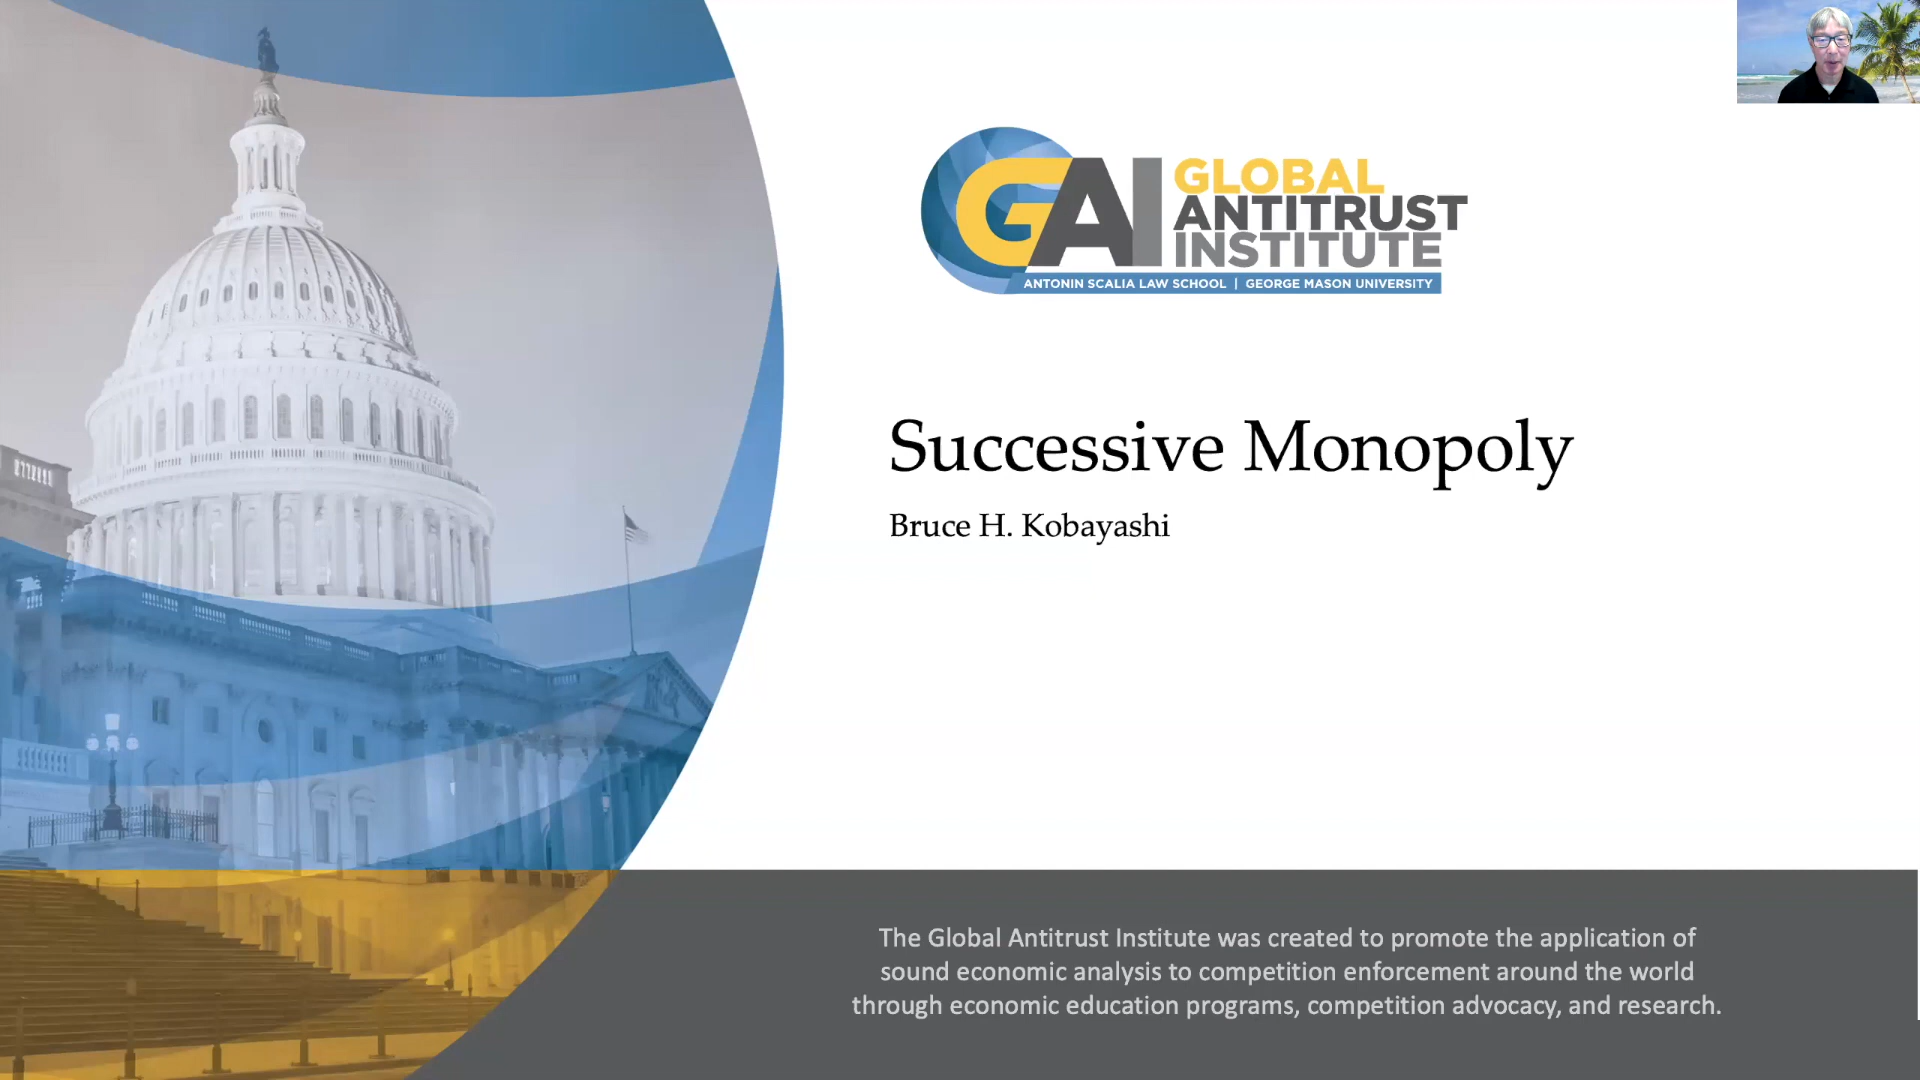 GAI
GLOBAL
ANTITRUST
INSTITUTE
ANTONIN SCALIA LAW SCHOOL | GEORGE MASON UNIVERSITY
Successive Monopoly
Bruce H. Kobayashi
The Global Antitrust Institute was created to promote the application of
sound economic analysis to competition enforcement around the world
through economic education programs, competition advocacy, and research.